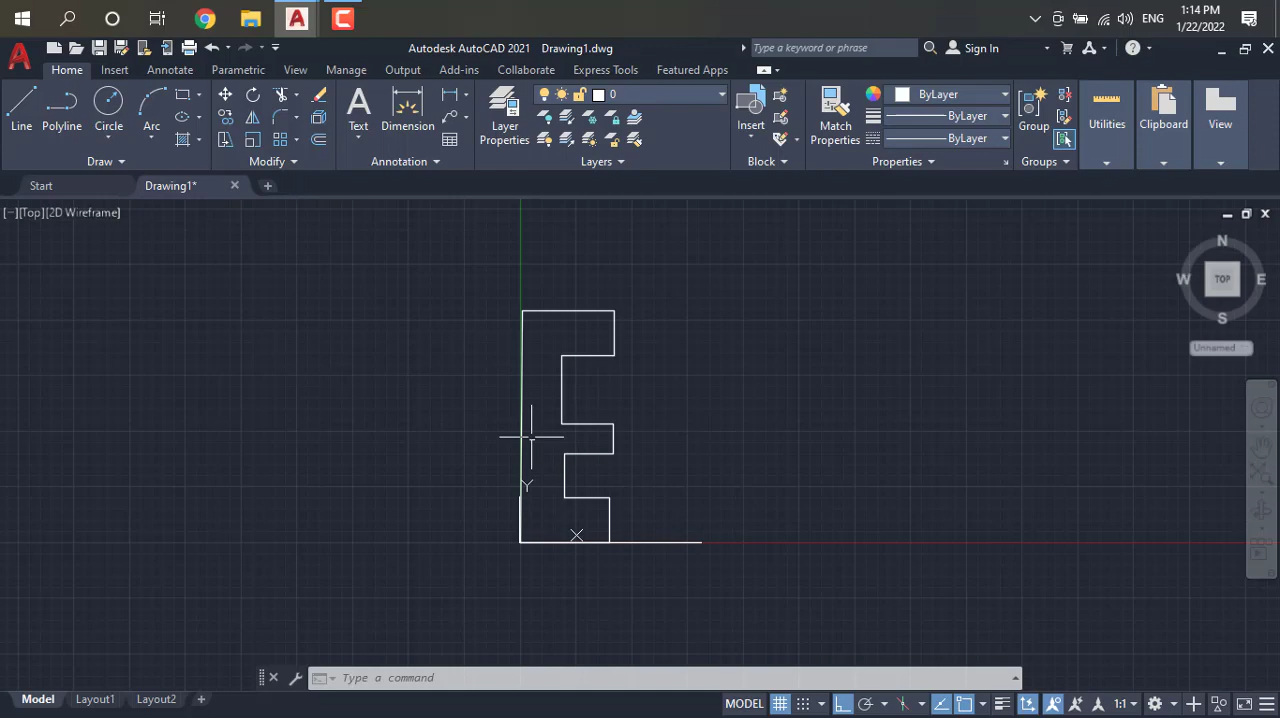 1:14 PM
ENG
1/22/2022
Autodesk AutoCAD 2021 Drawing1.dwg
Type a keyword or phrase
Sign In
Home Insert Annotate Parametric View Manage Output Add-ins Collaborate Express Tools Featured Apps
0
ByLayer
ByLayer
ByLayer
Line Polyline Circle Arc
Text Dimension
Layer Properties
Insert
Match Properties
Group
Utilities
Clipboard
View
Draw Modify Annotation Layers Block Properties Groups
Start Drawing1*
[−][Top][2D Wireframe]
N
W TOP E
S
Unnamed
Y
X
Type a command
Model Layout1 Layout2
MODEL
1:1